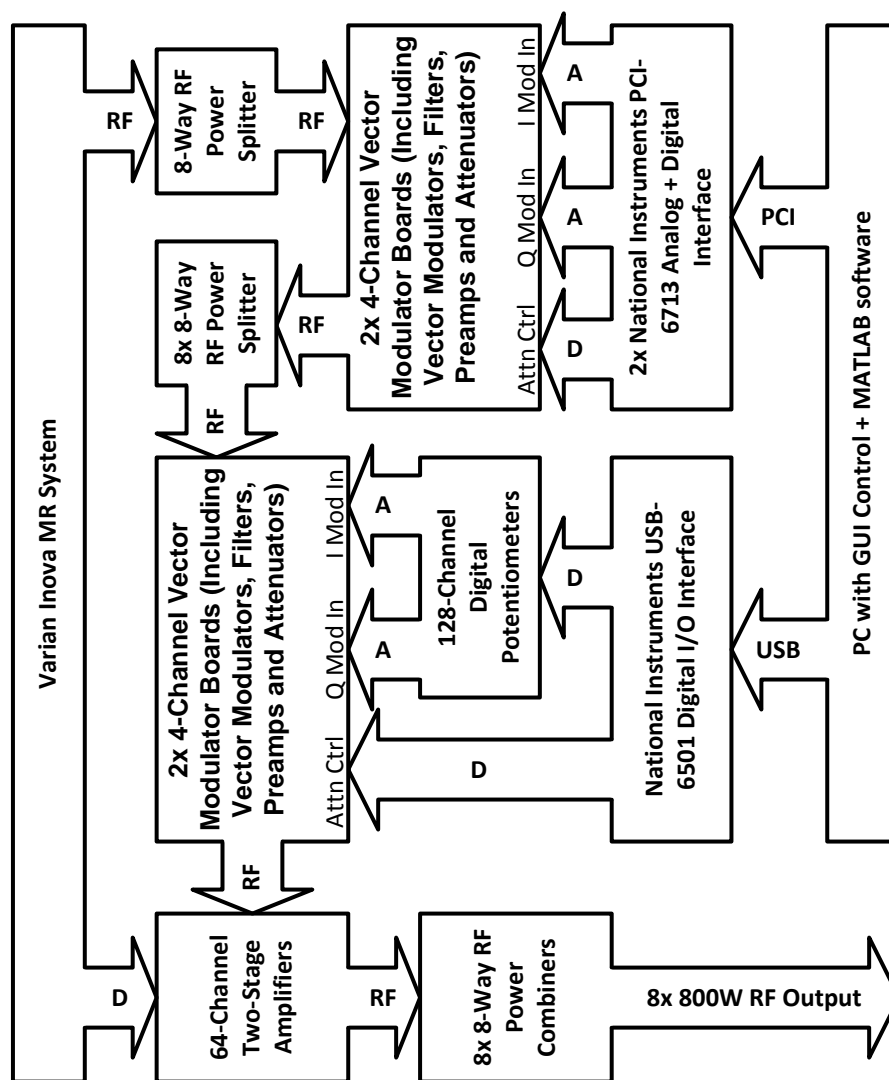 Varian Inova MR System
RF
8-Way RF
Power
Splitter
RF
2x 4-Channel Vector
Modulator Boards (Including
Vector Modulators, Filters,
Preamps and Attenuators)
I Mod In
Q Mod In
Attn Ctrl
A
A
D
2x National Instruments PCI-
6713 Analog + Digital
Interface
PCI
PC with GUI Control + MATLAB software
RF
8x 8-Way
RF Power
Splitter
RF
2x 4-Channel Vector
Modulator Boards (Including
Vector Modulators, Filters,
Preamps and Attenuators)
I Mod In
Q Mod In
Attn Ctrl
A
A
D
128-Channel
Digital
Potentiometers
D
National Instruments USB-
6501 Digital I/O Interface
USB
RF
D
64-Channel
Two-Stage
Amplifiers
RF
8x 8-Way RF
Power
Combiners
8x 800W RF Output